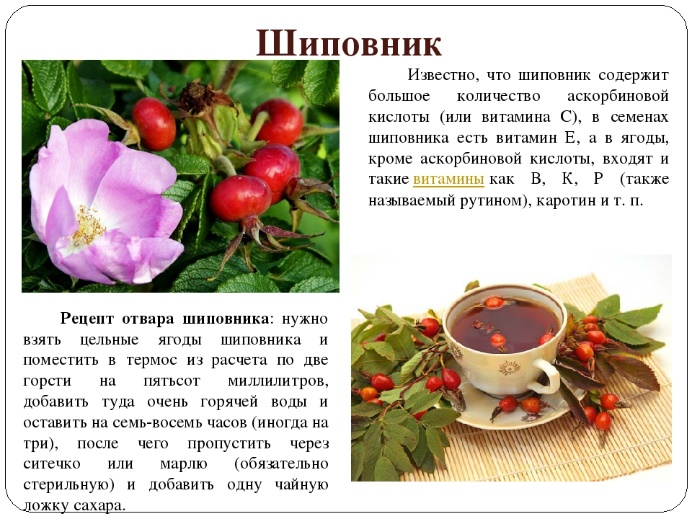 Шиповник
Известно, что шиповник содержит
большое количество аскорбиновой
кислоты (или витамина С), в семенах
шиповника есть витамин Е, а в ягоды,
кроме аскорбиновой кислоты, входят и
такие витамины как В, К, Р (также
называемый рутином), каротин и т. п.
Рецепт отвара шиповника: нужно
взять цельные ягоды шиповника и
поместить в термос из расчета по две
горсти на пятьсот миллилитров,
добавить туда очень горячей воды и
оставить на семь-восемь часов (иногда на
три), после чего пропустить через
ситечко или марлю (обязательно
стерильную) и добавить одну чайную
ложку сахара.